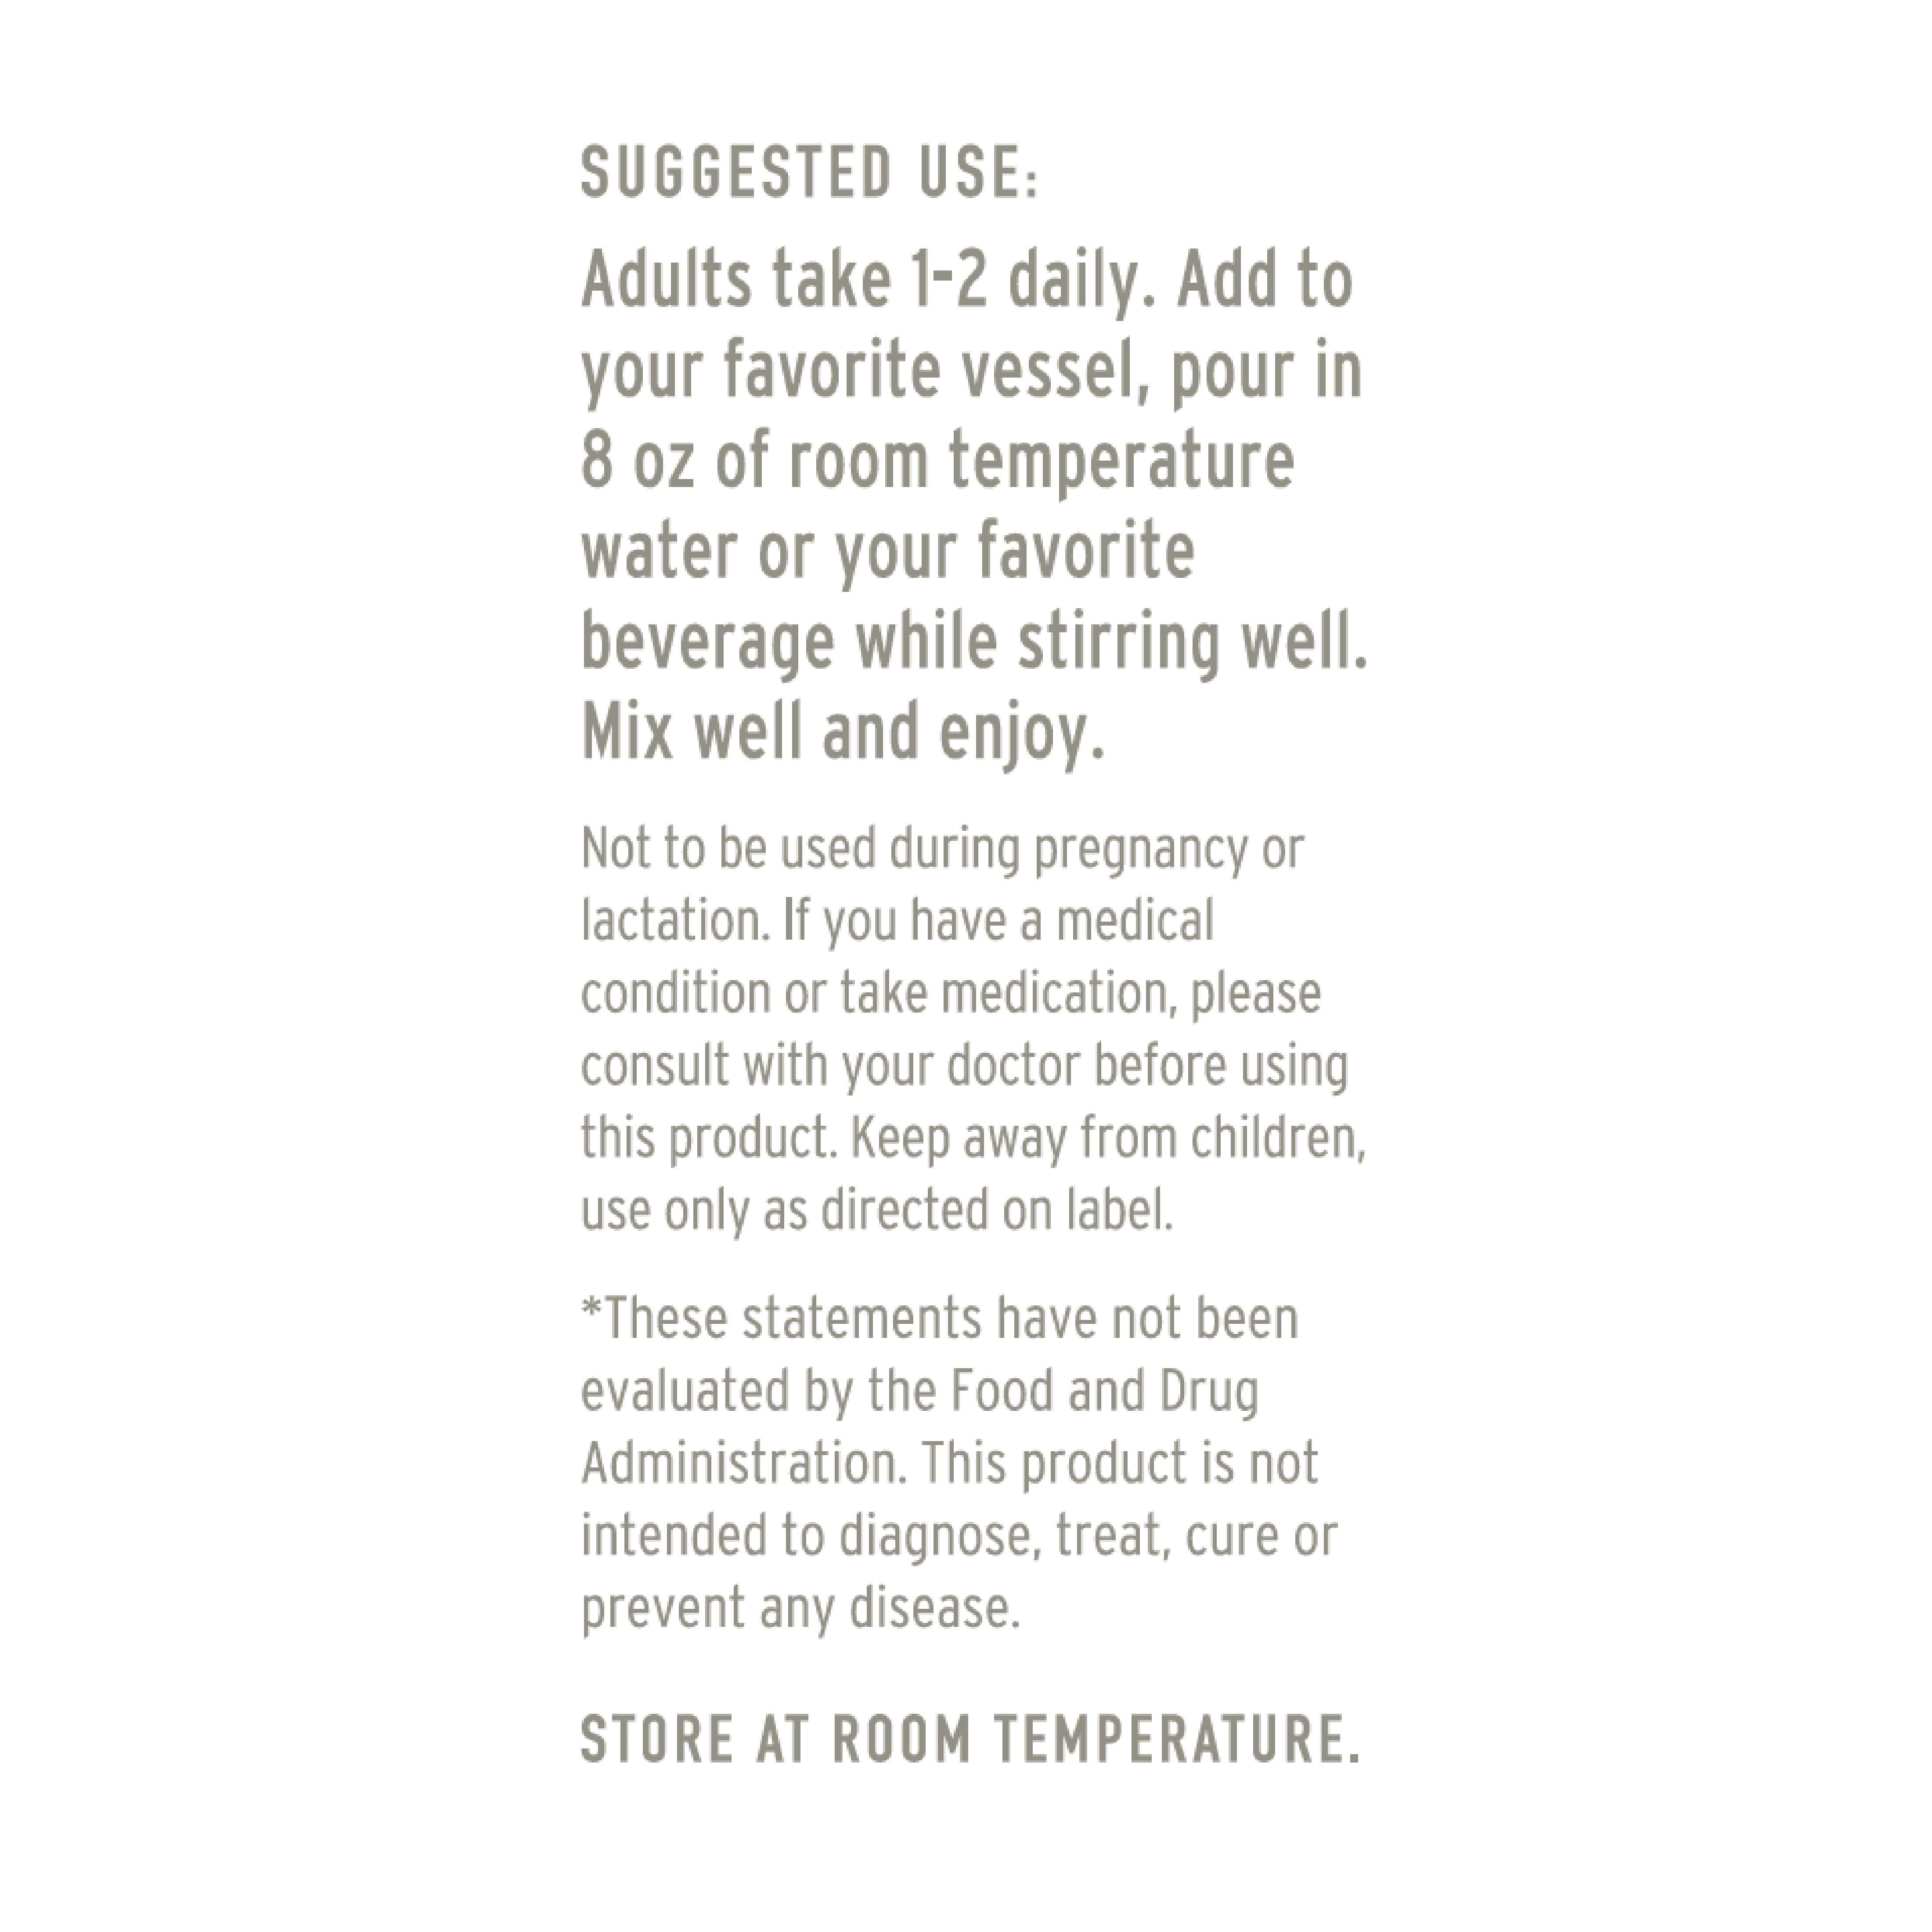 SUGGESTED USE:
Adults take 1-2 daily. Add to
your favorite vessel, pour in
8 oz of room temperature
water or your favorite
beverage while stirring well.
Mix well and enjoy.
Not to be used during pregnancy or
lactation. If you have a medical
condition or take medication, please
consult with your doctor before using
this product. Keep away from children,
use only as directed on label.
*These statements have not been
evaluated by the Food and Drug
Administration. This product is not
intended to diagnose, treat, cure or
prevent any disease.
STORE AT ROOM TEMPERATURE.